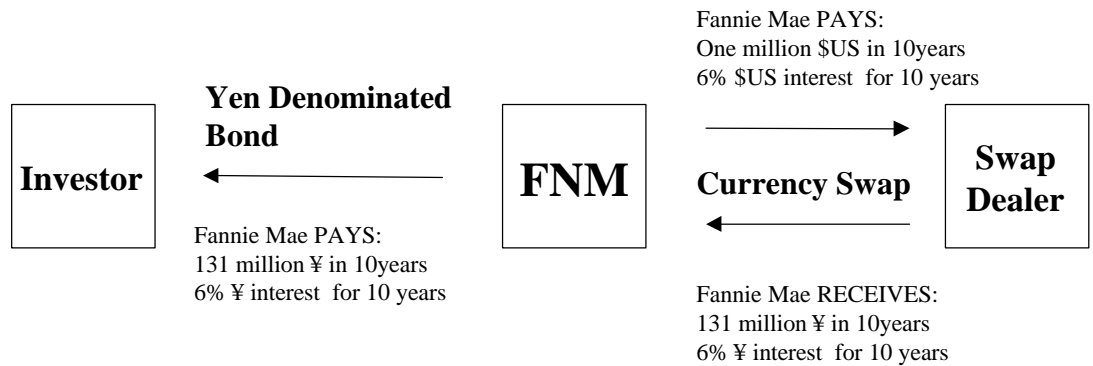 Fannie Mae PAYS:
One million $US in 10years
6% $US interest for 10 years
Yen Denominated
Bond
Investor
FNM
Currency Swap
Swap
Dealer
Fannie Mae PAYS:
131 million ¥ in 10years
6% ¥ interest for 10 years
Fannie Mae RECEIVES:
131 million ¥ in 10years
6% ¥ interest for 10 years